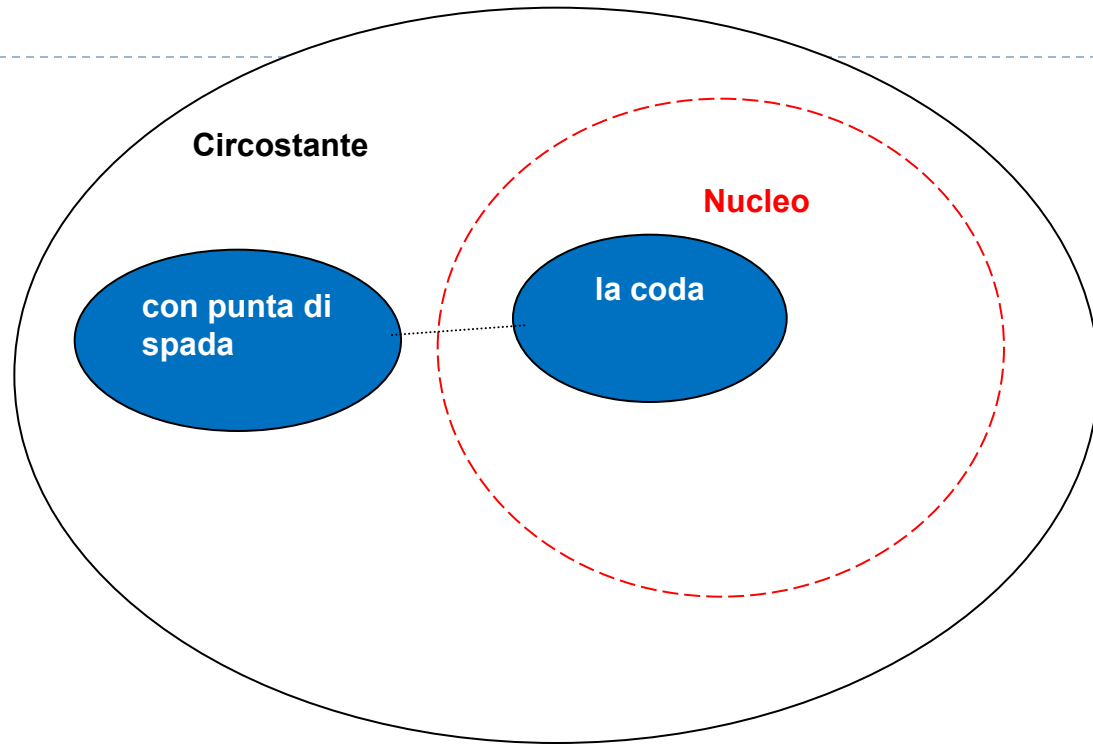 Circostante
Nucleo
la coda
con punta di
spada